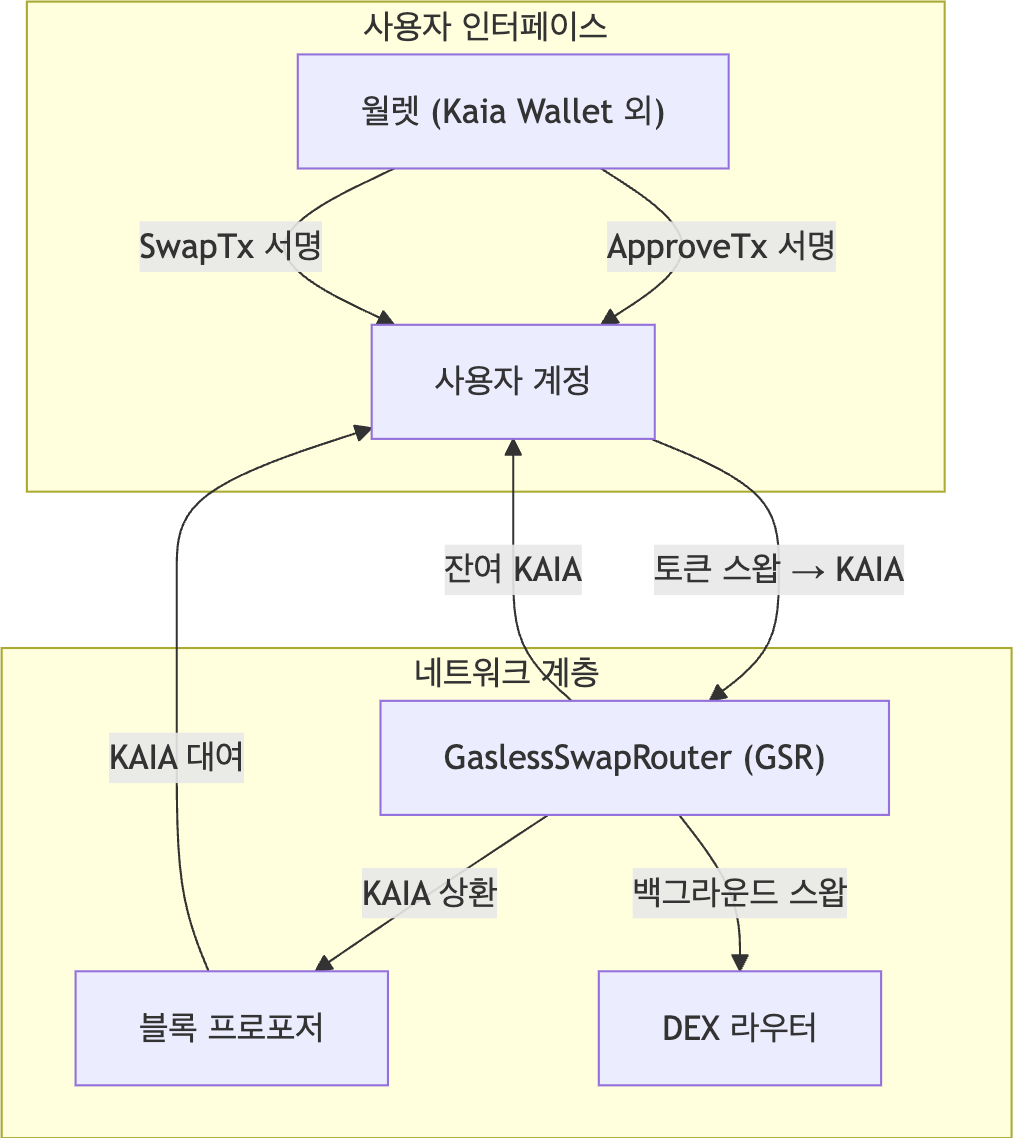 사용자 인터페이스
월렛 (Kaia Wallet 외)
SwapTx 서명
ApproveTx 서명
사용자 계정
잔여 KAIA
토큰 스왑 → KAIA
네트워크 계층
KAIA 대여
GaslessSwapRouter (GSR)
KAIA 상환
백그라운드 스왑
블록 프로포저
DEX 라우터